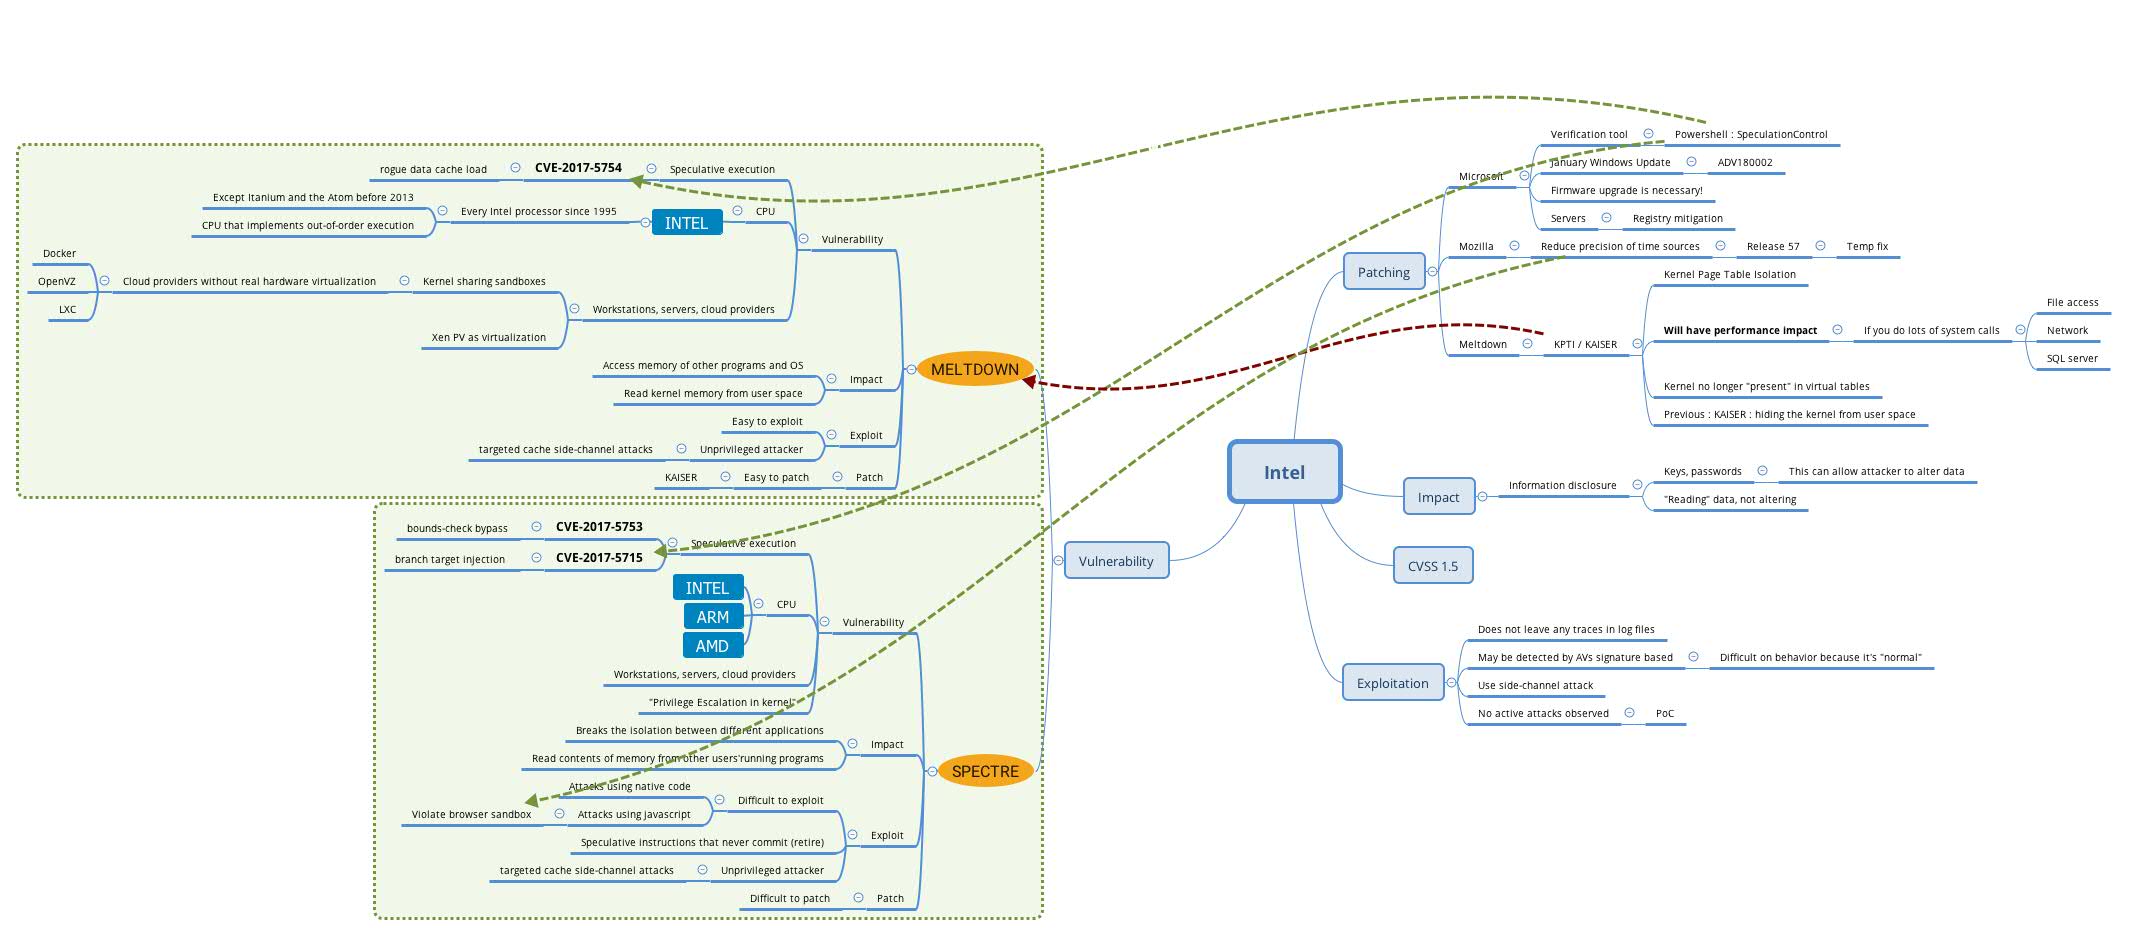 Intel
Patching
Microsoft
Verification tool
Powershell : SpeculationControl
January Windows Update
ADV180002
Firmware upgrade is necessary!
Servers
Registry mitigation
Mozilla
Reduce precision of time sources
Release 57
Temp fix
Meltdown
KPTI / KAISER
Kernel Page Table Isolation
Will have performance impact
If you do lots of system calls
File access
Network
SQL server
Kernel no longer "present" in virtual tables
Previous : KAISER : hiding the kernel from user space
Impact
Information disclosure
Keys, passwords
This can allow attacker to alter data
"Reading" data, not altering
CVSS 1.5
Exploitation
Does not leave any traces in log files
May be detected by AVs signature based
Difficult on behavior because it's "normal"
Use side-channel attack
No active attacks observed
PoC
Vulnerability
MELTDOWN
Vulnerability
Speculative execution
CVE-2017-5754
rogue data cache load
CPU
INTEL
Every Intel processor since 1995
Except Itanium and the Atom before 2013
CPU that implements out-of-order execution
Workstations, servers, cloud providers
Kernel sharing sandboxes
Cloud providers without real hardware virtualization
Docker
OpenVZ
LXC
Xen PV as virtualization
Impact
Access memory of other programs and OS
Read kernel memory from user space
Exploit
Easy to exploit
Unprivileged attacker
targeted cache side-channel attacks
Patch
Easy to patch
KAISER
SPECTRE
Vulnerability
Speculative execution
CVE-2017-5753
bounds-check bypass
CVE-2017-5715
branch target injection
CPU
INTEL
ARM
AMD
Workstations, servers, cloud providers
"Privilege Escalation in kernel"
Impact
Breaks the isolation between different applications
Read contents of memory from other users'running programs
Exploit
Difficult to exploit
Attacks using native code
Attacks using javascript
Violate browser sandbox
Speculative instructions that never commit (retire)
Unprivileged attacker
targeted cache side-channel attacks
Patch
Difficult to patch